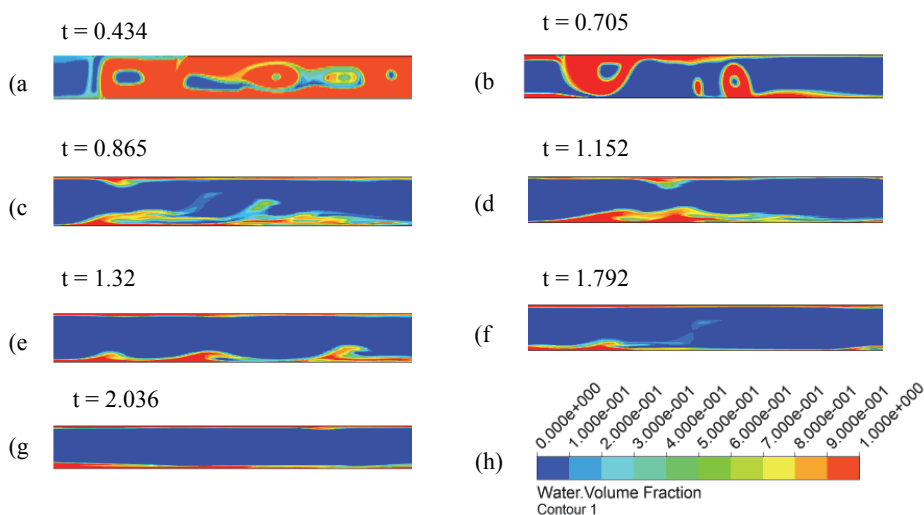 t = 0.434
t = 0.705
(a
(b
t = 0.865
t = 1.152
(c
(d
t = 1.32
t = 1.792
(e
(f
t = 2.036
(g
0.000e+000
1.000e-001
2.000e-001
3.000e-001
4.000e-001
5.000e-001
6.000e-001
7.000e-001
8.000e-001
9.000e-001
1.000e+000
(h)
Water.Volume Fraction
Contour 1